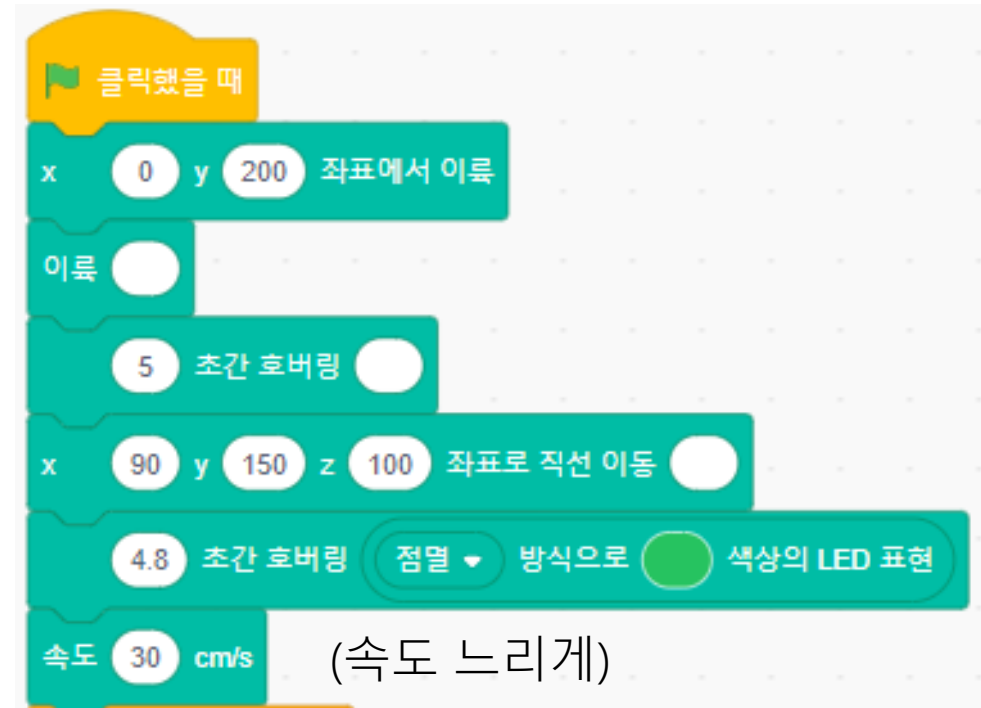 클릭했을 때
x 0 y 200 좌표에서 이륙
이륙
5 초간 호버링
x 90 y 150 z 100 좌표로 직선 이동
4.8 초간 호버링 점멸 방식으로 색상의 LED 표현
속도 30 cm/s (속도 느리게)